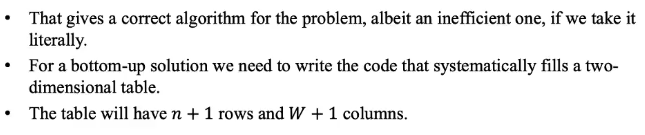 • That gives a correct algorithm for the problem, albeit an inefficient one, if we take it
literally.
• For a bottom-up solution we need to write the code that systematically fills a two-
dimensional table.
• The table will have n + 1 rows and W + 1 columns.